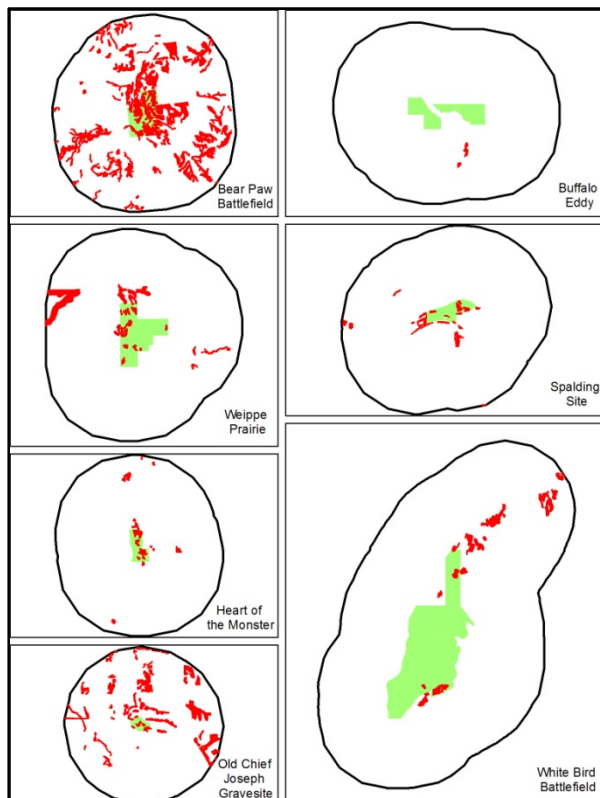 Bear Paw
Battlefield
Buffalo
Eddy
Weippe
Prairie
Spalding
Site
Heart of
the Monster
Old Chief
Joseph
Gravesite
White Bird
Battlefield